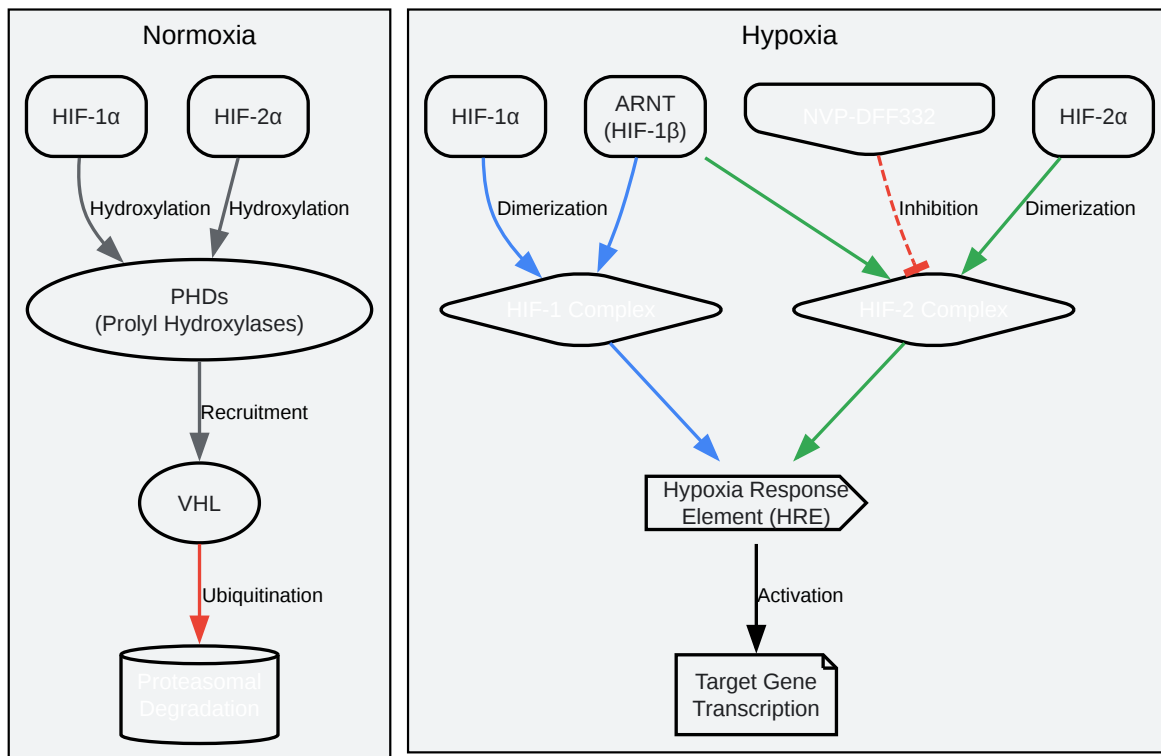 Normoxia
HIF-1α
HIF-2α
Hydroxylation
Hydroxylation
PHDs
(Prolyl Hydroxylases)
Recruitment
VHL
Ubiquitination
Proteasomal
Degradation
Hypoxia
HIF-1α
ARNT
(HIF-1β)
NVP-DFF332
HIF-2α
Dimerization
Inhibition
Dimerization
HIF-1 Complex
HIF-2 Complex
Hypoxia Response
Element (HRE)
Activation
Target Gene
Transcription